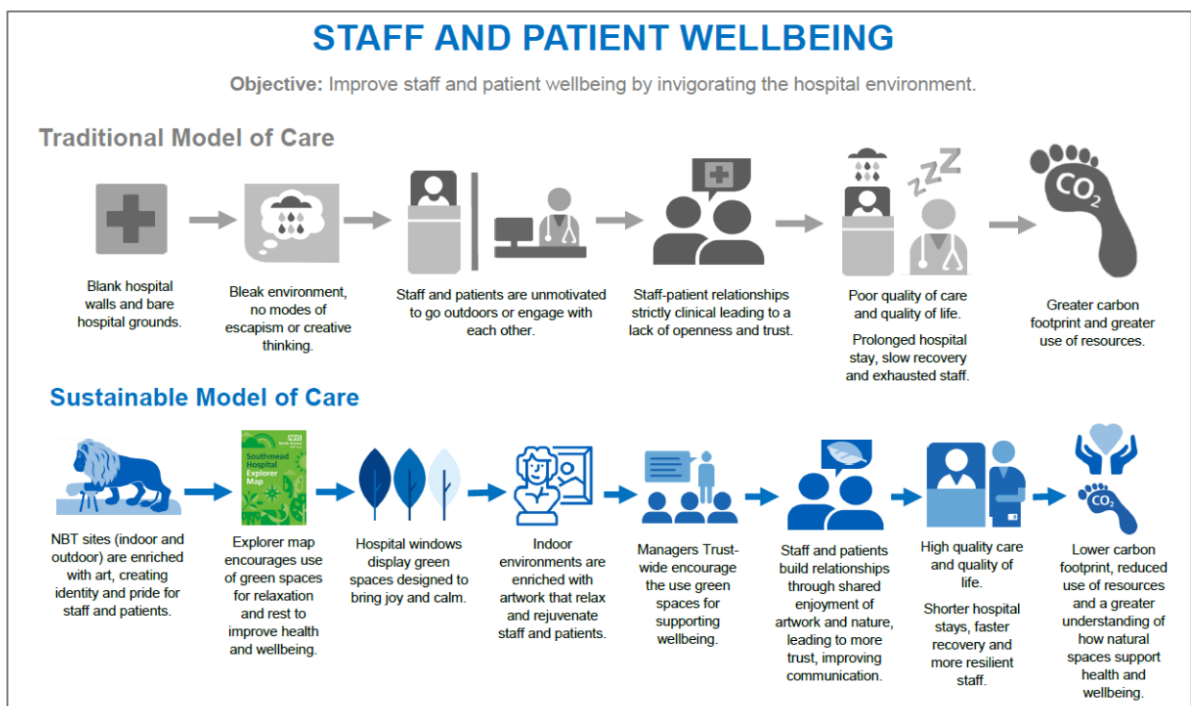 STAFF AND PATIENT WELLBEING
Objective: Improve staff and patient wellbeing by invigorating the hospital environment.
Traditional Model of Care
Blank hospital
walls and bare
hospital grounds.
Bleak environment,
no modes of
escapism or creative
thinking.
Staff and patients are unmotivated
to go outdoors or engage with
each other.
Staff-patient relationships
strictly clinical leading to a
lack of openness and trust.
ZZZ
Poor quality of care
and quality of life.
Prolonged hospital
stay, slow recovery
and exhausted staff.
CO2
Greater carbon
footprint and greater
use of resources.
Sustainable Model of Care
NBT sites (indoor and
outdoor) are enriched
with art, creating
identity and pride for
staff and patients.
NHS
Southmead
Hospital
Explorer
Map
Explorer map
encourages use
of green spaces
for relaxation
and rest to
improve health
and wellbeing.
Hospital windows
display green
spaces designed to
bring joy and calm.
Indoor
environments are
enriched with
artwork that relax
and rejuvenate
staff and patients.
Managers Trust-
wide encourage
the use green
spaces for
supporting
wellbeing.
Staff and patients
build relationships
through shared
enjoyment of
artwork and nature,
leading to more
trust, improving
communication.
High quality care
and quality of
life.
Shorter hospital
stays, faster
recovery and
more resilient
staff.
CO2
Lower carbon
footprint, reduced
use of resources
and a greater
understanding of
how natural
spaces support
health and
wellbeing.